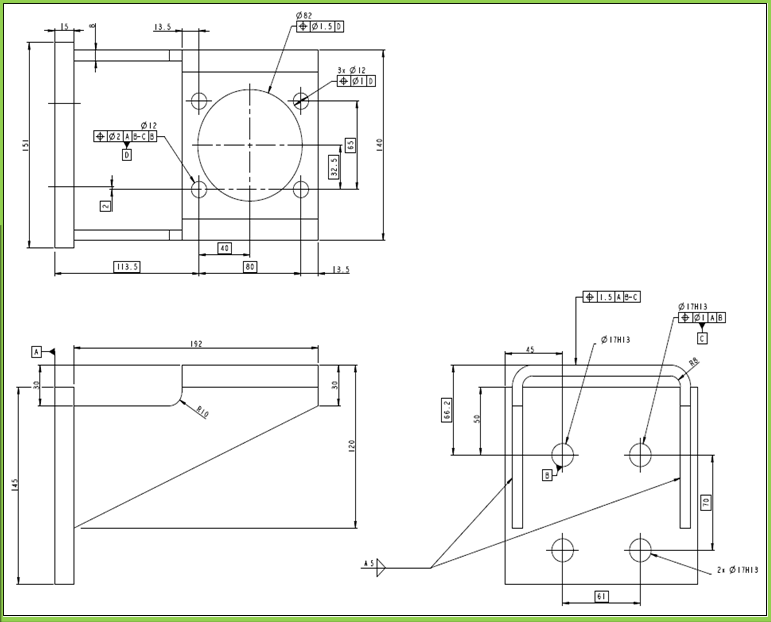 Ø82
⌖ Ø1.5 D
15
8
13.5
3x Ø12
⌖ Ø1 D
Ø12
⌖ Ø2 A B-C B
D
151
65
140
32.5
2
40
113.5
80
13.5
⌖ 1.5 A B-C
Ø17H13
⌖ Ø1 A B
C
A
192
Ø17H13
45
R8
30
30
R10
66.2
50
120
145
B
70
A5
2x Ø17H13
61